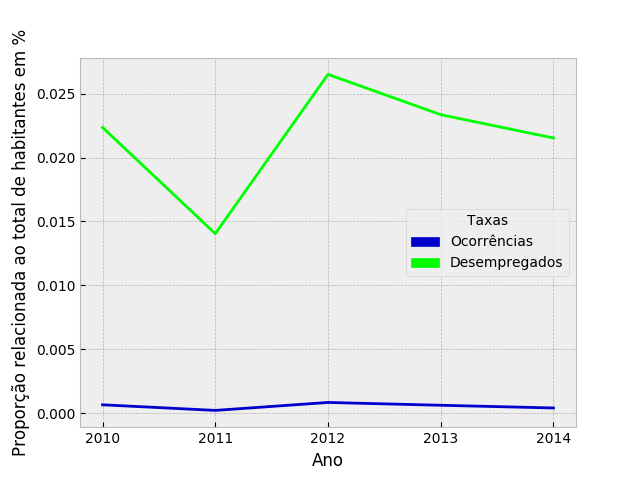 Proporção relacionada ao total de habitantes em %
0.025
0.020
0.015
0.010
0.005
0.000
Taxas
Ocorrências
Desempregados
2010 2011 2012 2013 2014
Ano